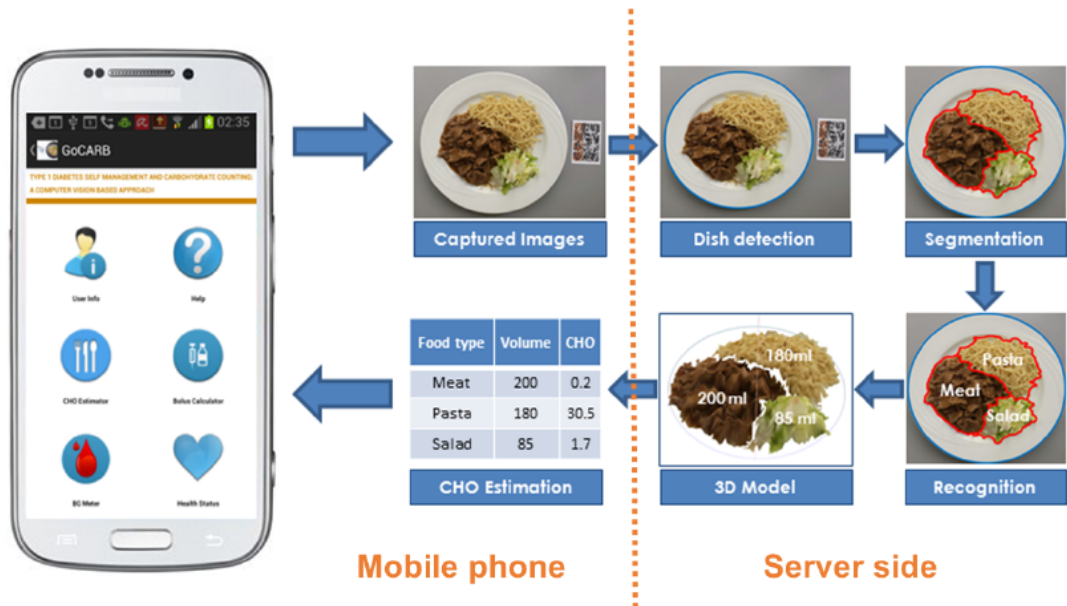 02:35
GoCARB
TYPE 1 DIABETES SELF MANAGEMENT AND CARBOHYDRATE COUNTING:
A COMPUTER VISION BASED APPROACH
User Info
Help
CHO Estimator
Bolus Calculator
BG Meter
Health Status
Captured Images
Dish detection
Segmentation
Food type Volume CHO
Meat 200 0.2
Pasta 180 30.5
Salad 85 1.7
CHO Estimation
180ml
200 ml
85 ml
3D Model
Pasta
Meat
Salad
Recognition
Mobile phone
Server side